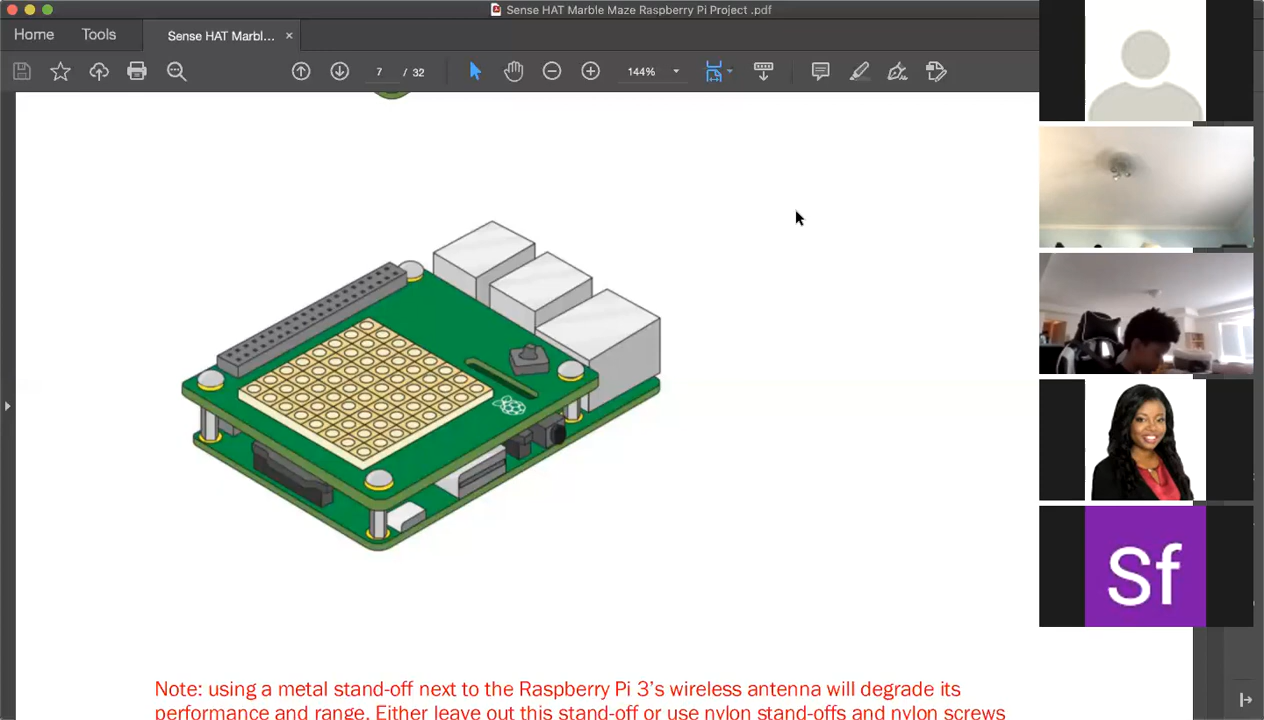 Sense HAT Marble Maze Raspberry Pi Project .pdf
Home
Tools
Sense HAT Marbl...
×
7 / 32
144%
Sf
Note: using a metal stand-off next to the Raspberry Pi 3's wireless antenna will degrade its
performance and range. Either leave out this stand-off or use nylon stand-offs and nylon screws